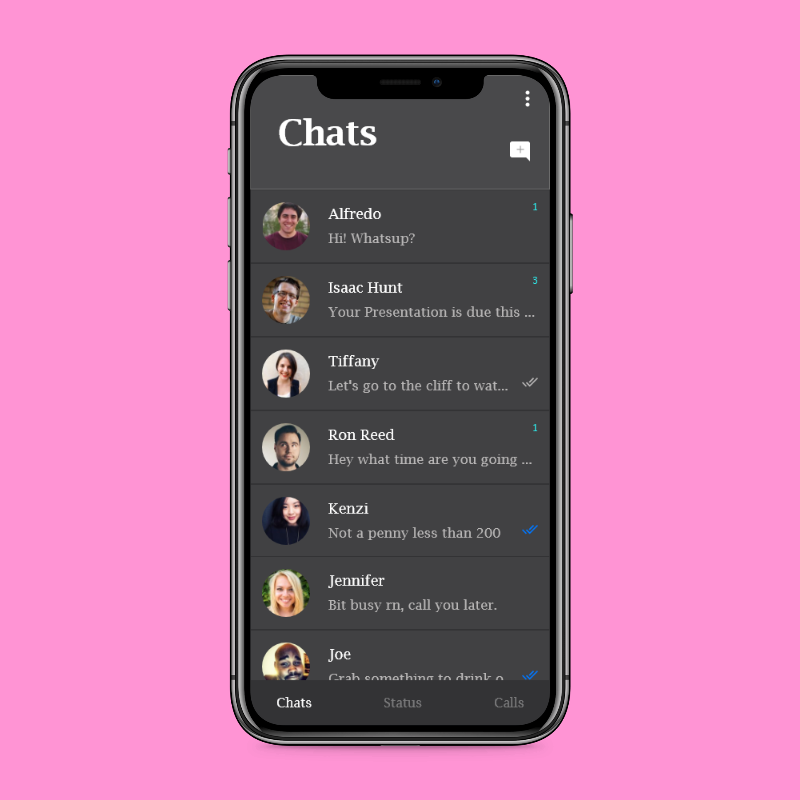 Chats
Alfredo
1
Hi! Whatsup?
Isaac Hunt
3
Your Presentation is due this ...
Tiffany
Let's go to the cliff to wat...
Ron Reed
1
Hey what time are you going ...
Kenzi
Not a penny less than 200
Jennifer
Bit busy rn, call you later.
Joe
Grab something to drink o
Chats
Status
Calls